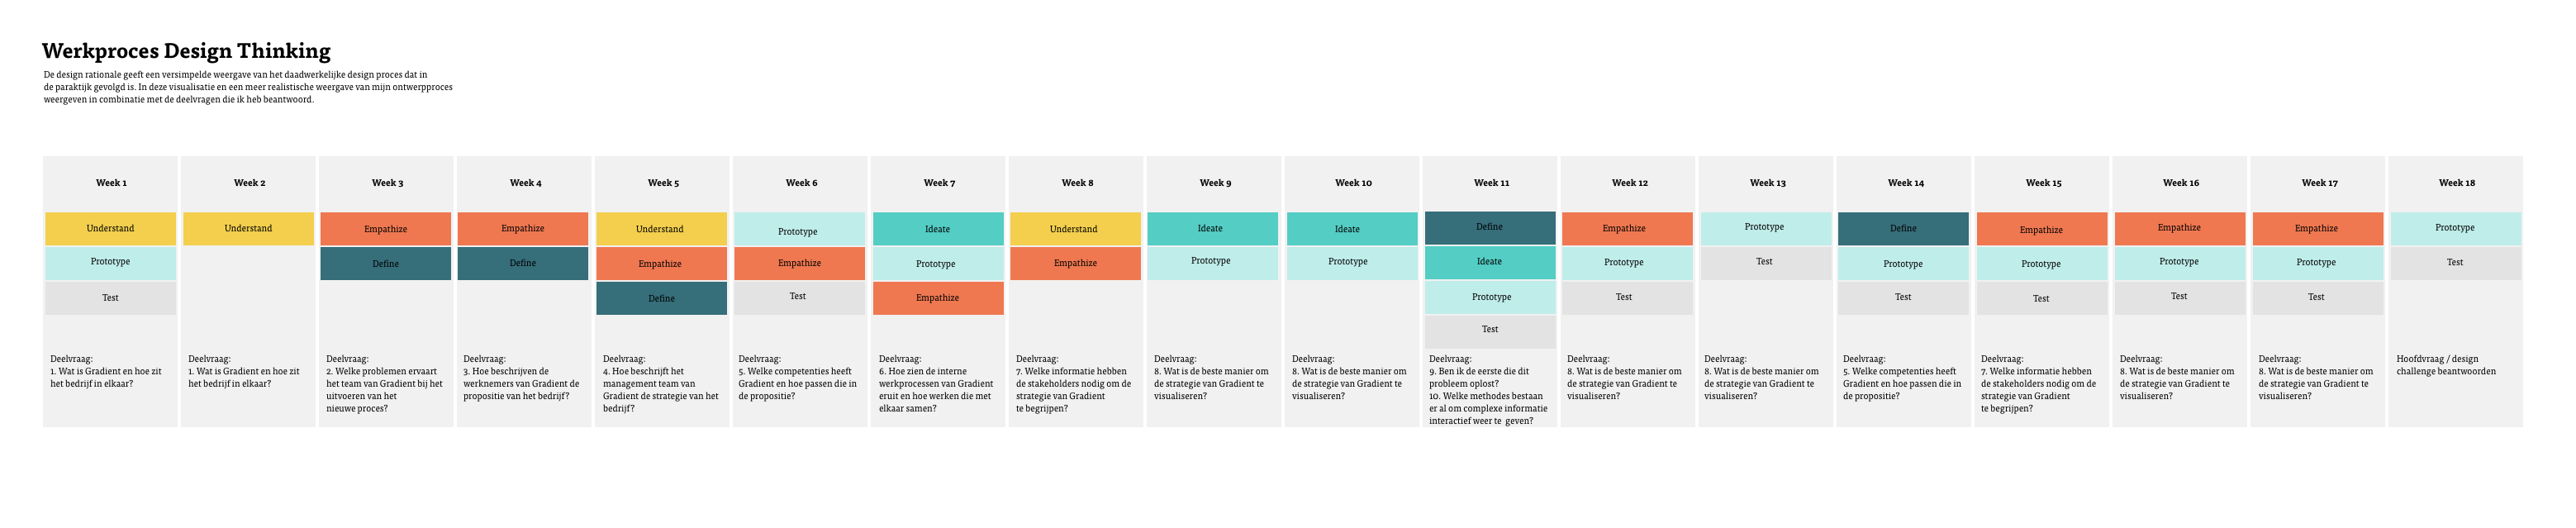 Werkproces Design Thinking
De design rationale geeft een versimpelde weergave van het daadwerkelijke design proces dat in
de paraktijk gevolgd is. In deze visualisatie en een meer realistische weergave van mijn ontwerpproces
weergeven in combinatie met de deelvragen die ik heb beantwoord.
Week 1
Understand
Prototype
Test
Deelvraag:
1. Wat is Gradient en hoe zit
het bedrijf in elkaar?
Week 2
Understand
Deelvraag:
1. Wat is Gradient en hoe zit
het bedrijf in elkaar?
Week 3
Empathize
Define
Deelvraag:
2. Welke problemen ervaart
het team van Gradient bij het
uitvoeren van het
nieuwe proces?
Week 4
Empathize
Define
Deelvraag:
3. Hoe beschrijven de
werknemers van Gradient de
propositie van het bedrijf?
Week 5
Understand
Empathize
Define
Deelvraag:
4. Hoe beschrijft het
management team van
Gradient de strategie van het
bedrijf?
Week 6
Prototype
Empathize
Test
Deelvraag:
5. Welke competenties heeft
Gradient en hoe passen die in
de propositie?
Week 7
Ideate
Prototype
Empathize
Deelvraag:
6. Hoe zien de interne
werkprocessen van Gradient
eruit en hoe werken die met
elkaar samen?
Week 8
Understand
Empathize
Deelvraag:
7. Welke informatie hebben
de stakeholders nodig om de
strategie van Gradient
te begrijpen?
Week 9
Ideate
Prototype
Deelvraag:
8. Wat is de beste manier om
de strategie van Gradient te
visualiseren?
Week 10
Ideate
Prototype
Deelvraag:
8. Wat is de beste manier om
de strategie van Gradient te
visualiseren?
Week 11
Define
Ideate
Prototype
Test
Deelvraag:
9. Ben ik de eerste die dit
probleem oplost?
10. Welke methodes bestaan
er al om complexe informatie
interactief weer te geven?
Week 12
Empathize
Prototype
Test
Deelvraag:
8. Wat is de beste manier om
de strategie van Gradient te
visualiseren?
Week 13
Prototype
Test
Deelvraag:
8. Wat is de beste manier om
de strategie van Gradient te
visualiseren?
Week 14
Define
Prototype
Test
Deelvraag:
5. Welke competenties heeft
Gradient en hoe passen die in
de propositie?
Week 15
Empathize
Prototype
Test
Deelvraag:
7. Welke informatie hebben
de stakeholders nodig om de
strategie van Gradient
te begrijpen?
Week 16
Empathize
Prototype
Test
Deelvraag:
8. Wat is de beste manier om
de strategie van Gradient te
visualiseren?
Week 17
Empathize
Prototype
Test
Deelvraag:
8. Wat is de beste manier om
de strategie van Gradient te
visualiseren?
Week 18
Prototype
Test
Hoofdvraag / design
challenge beantwoorden